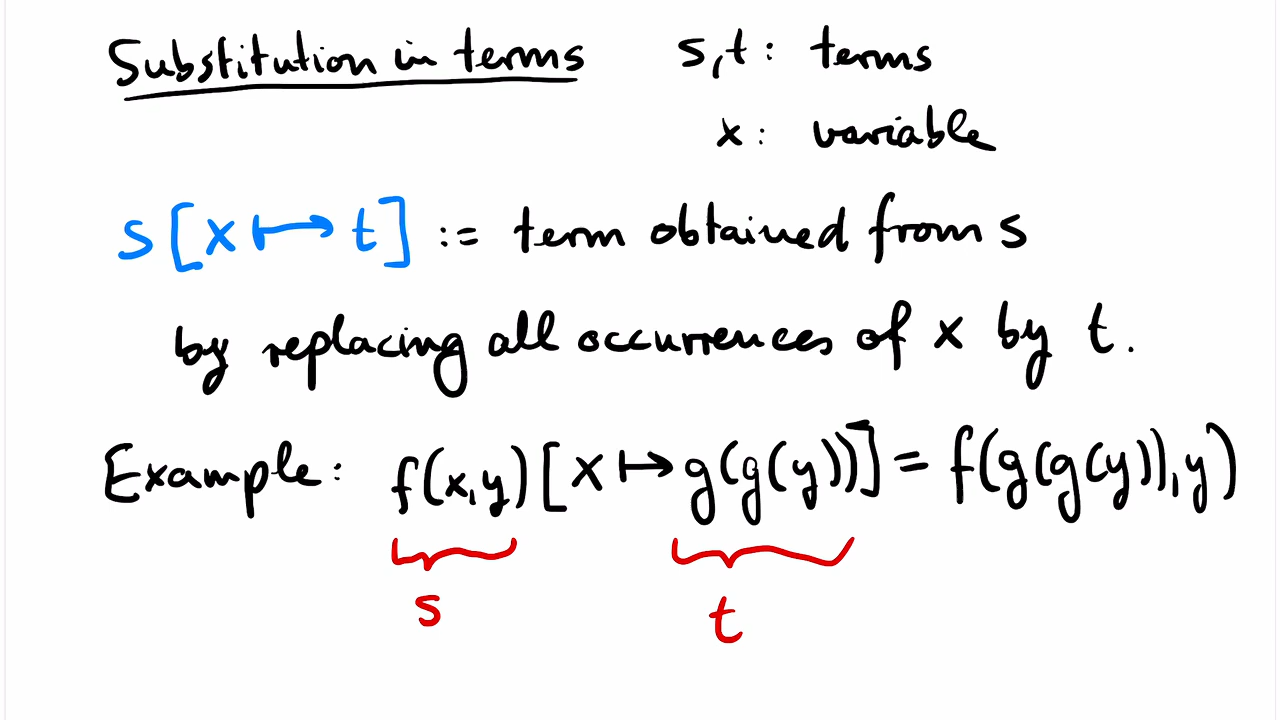 Substitution in terms s,t: terms
x: variable
s[x ↦ t] := term obtained from s
by replacing all occurrences of x by t.
Example: f(x,y)[x ↦ g(g(y))] = f(g(g(y)),y)
s t